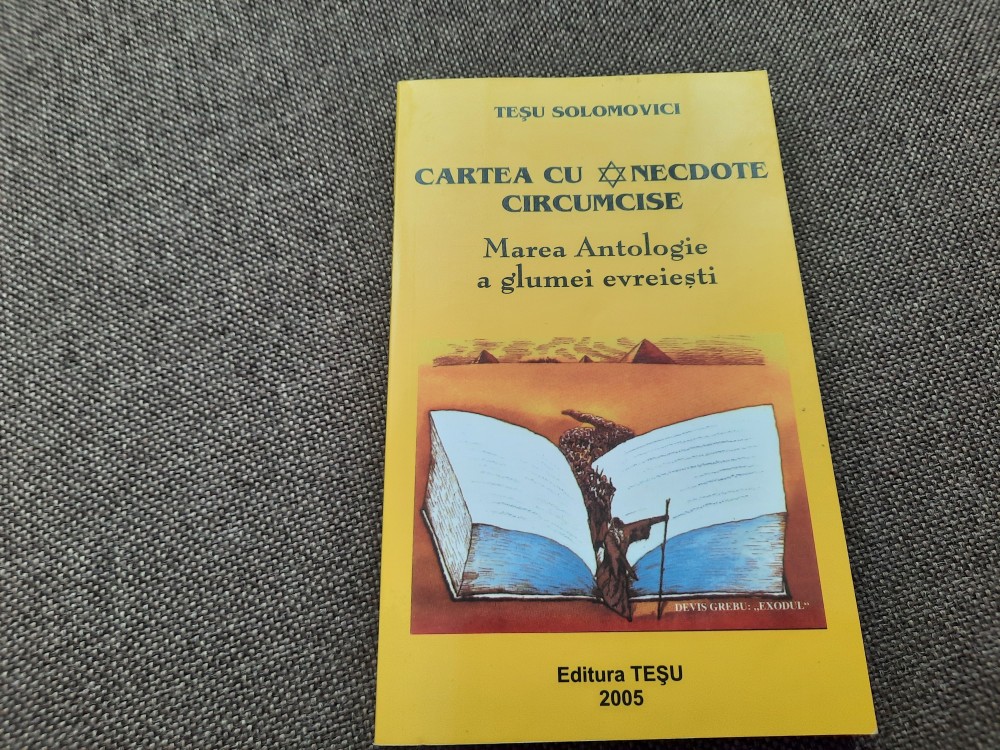 TEŞU SOLOMOVICI
CARTEA CU ✡NECDOTE
CIRCUMCISE
Marea Antologie
a glumei evreieşti
DEVIS GREBU: „EXODUL“
Editura TEŞU
2005